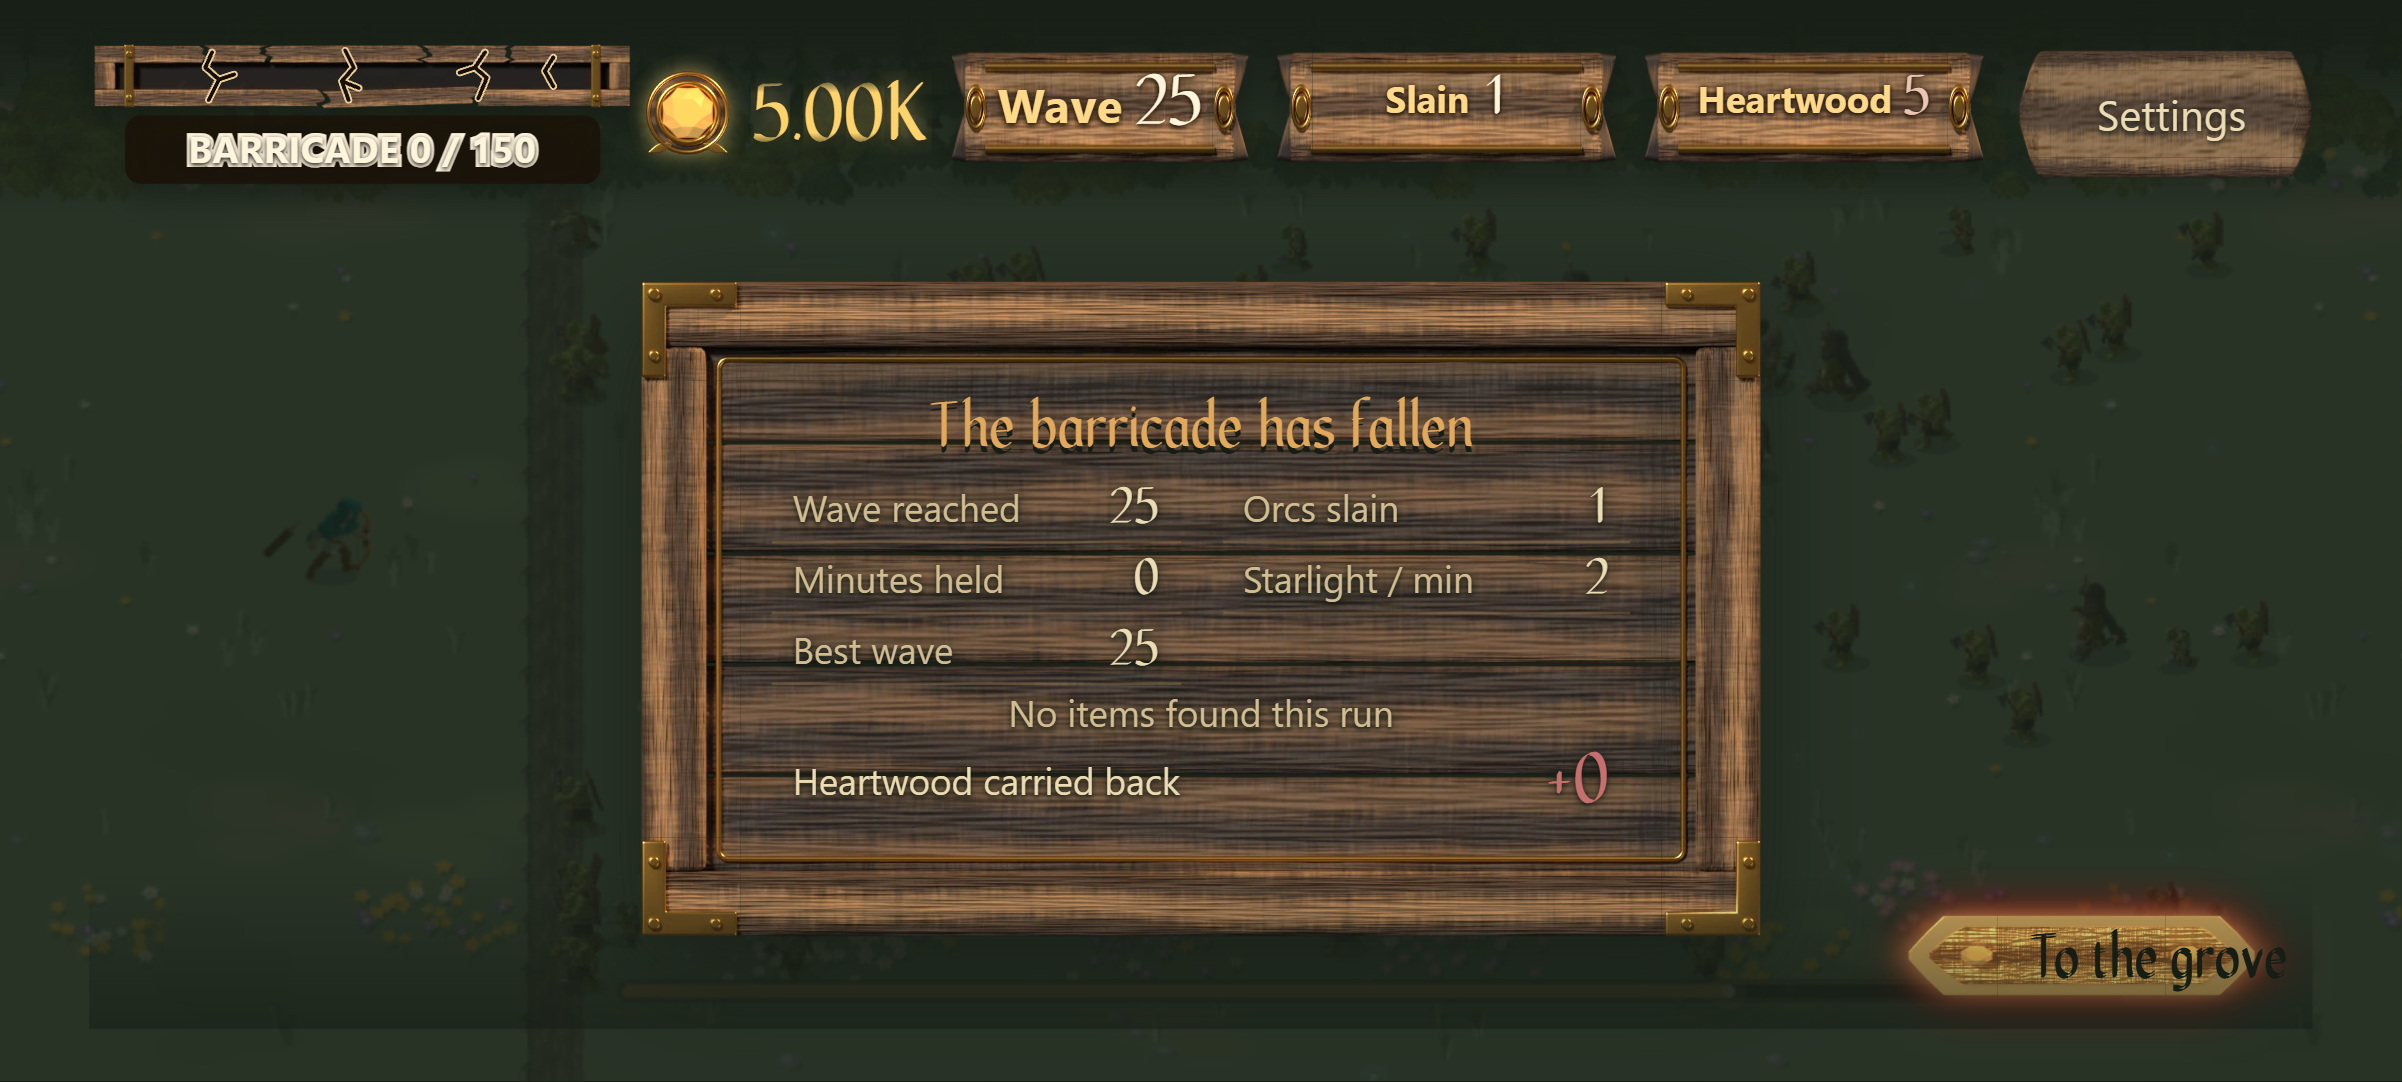 BARRICADE 0 / 150
5.00K
Wave 25
Slain 1
Heartwood 5
Settings
The barricade has fallen
Wave reached 25
Orcs slain 1
Minutes held 0
Starlight / min 2
Best wave 25
No items found this run
Heartwood carried back +0
To the grove